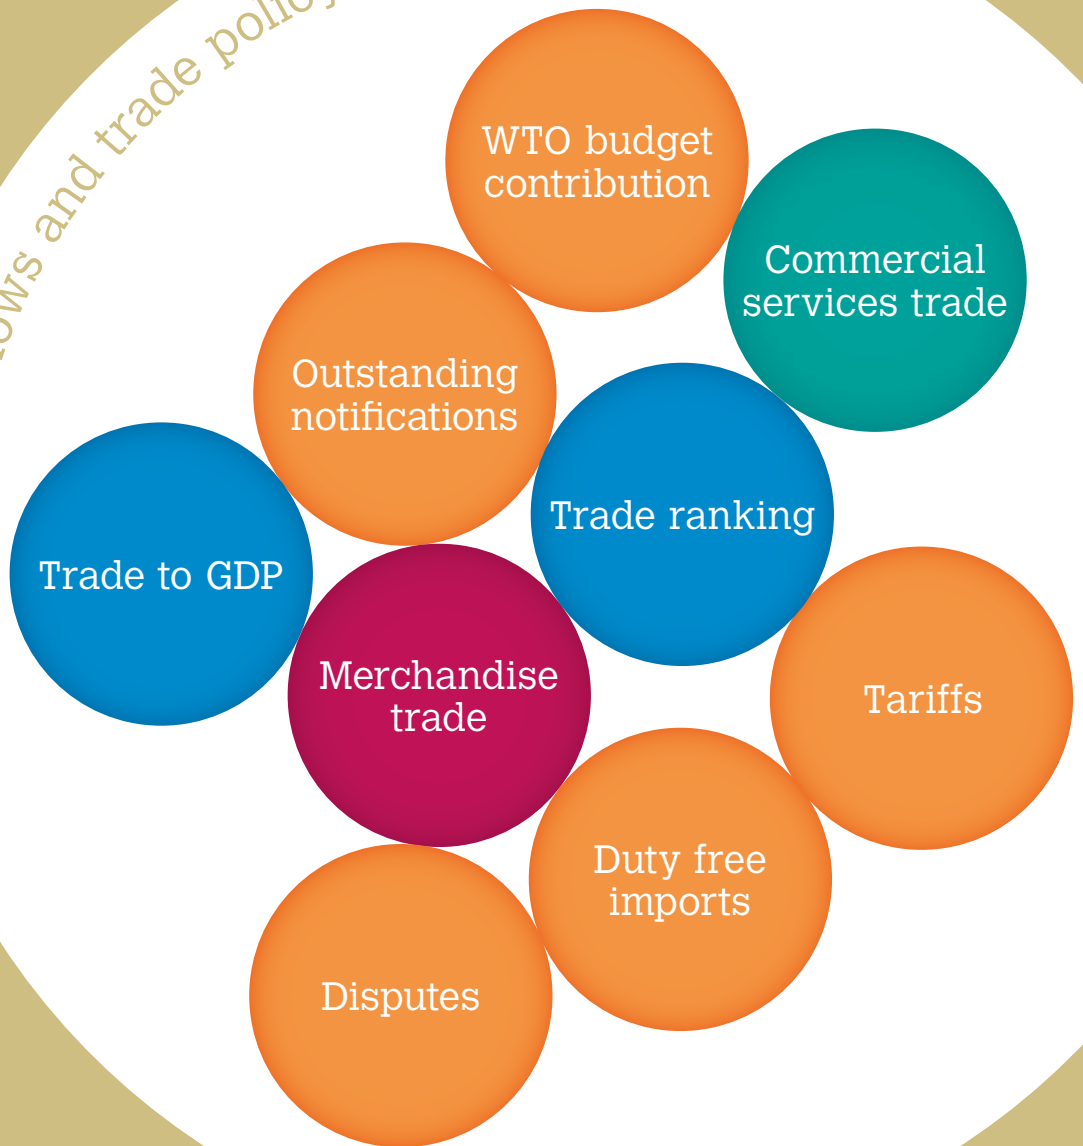 and trade policy
WTO budget
contribution
Commercial
services trade
Outstanding
notifications
Trade ranking
Trade to GDP
Merchandise
trade
Tariffs
Duty free
imports
Disputes